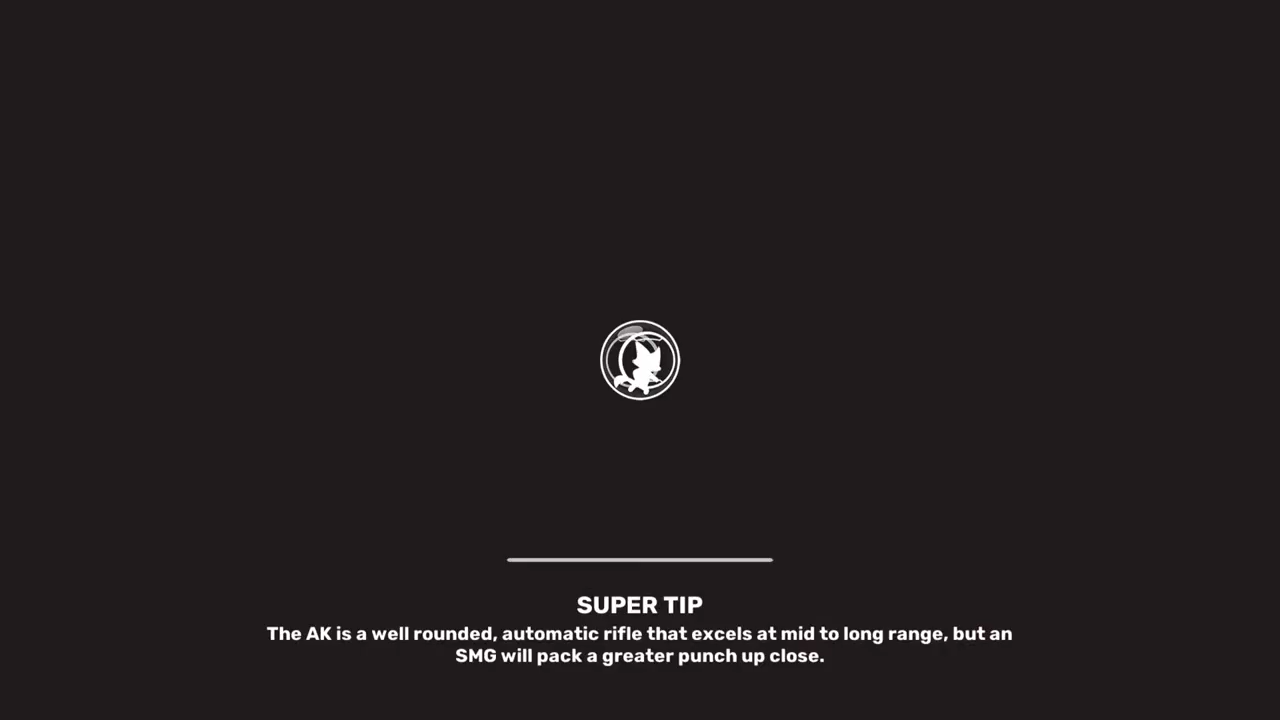 SUPER TIP
The AK is a well rounded, automatic rifle that excels at mid to long range, but an
SMG will pack a greater punch up close.